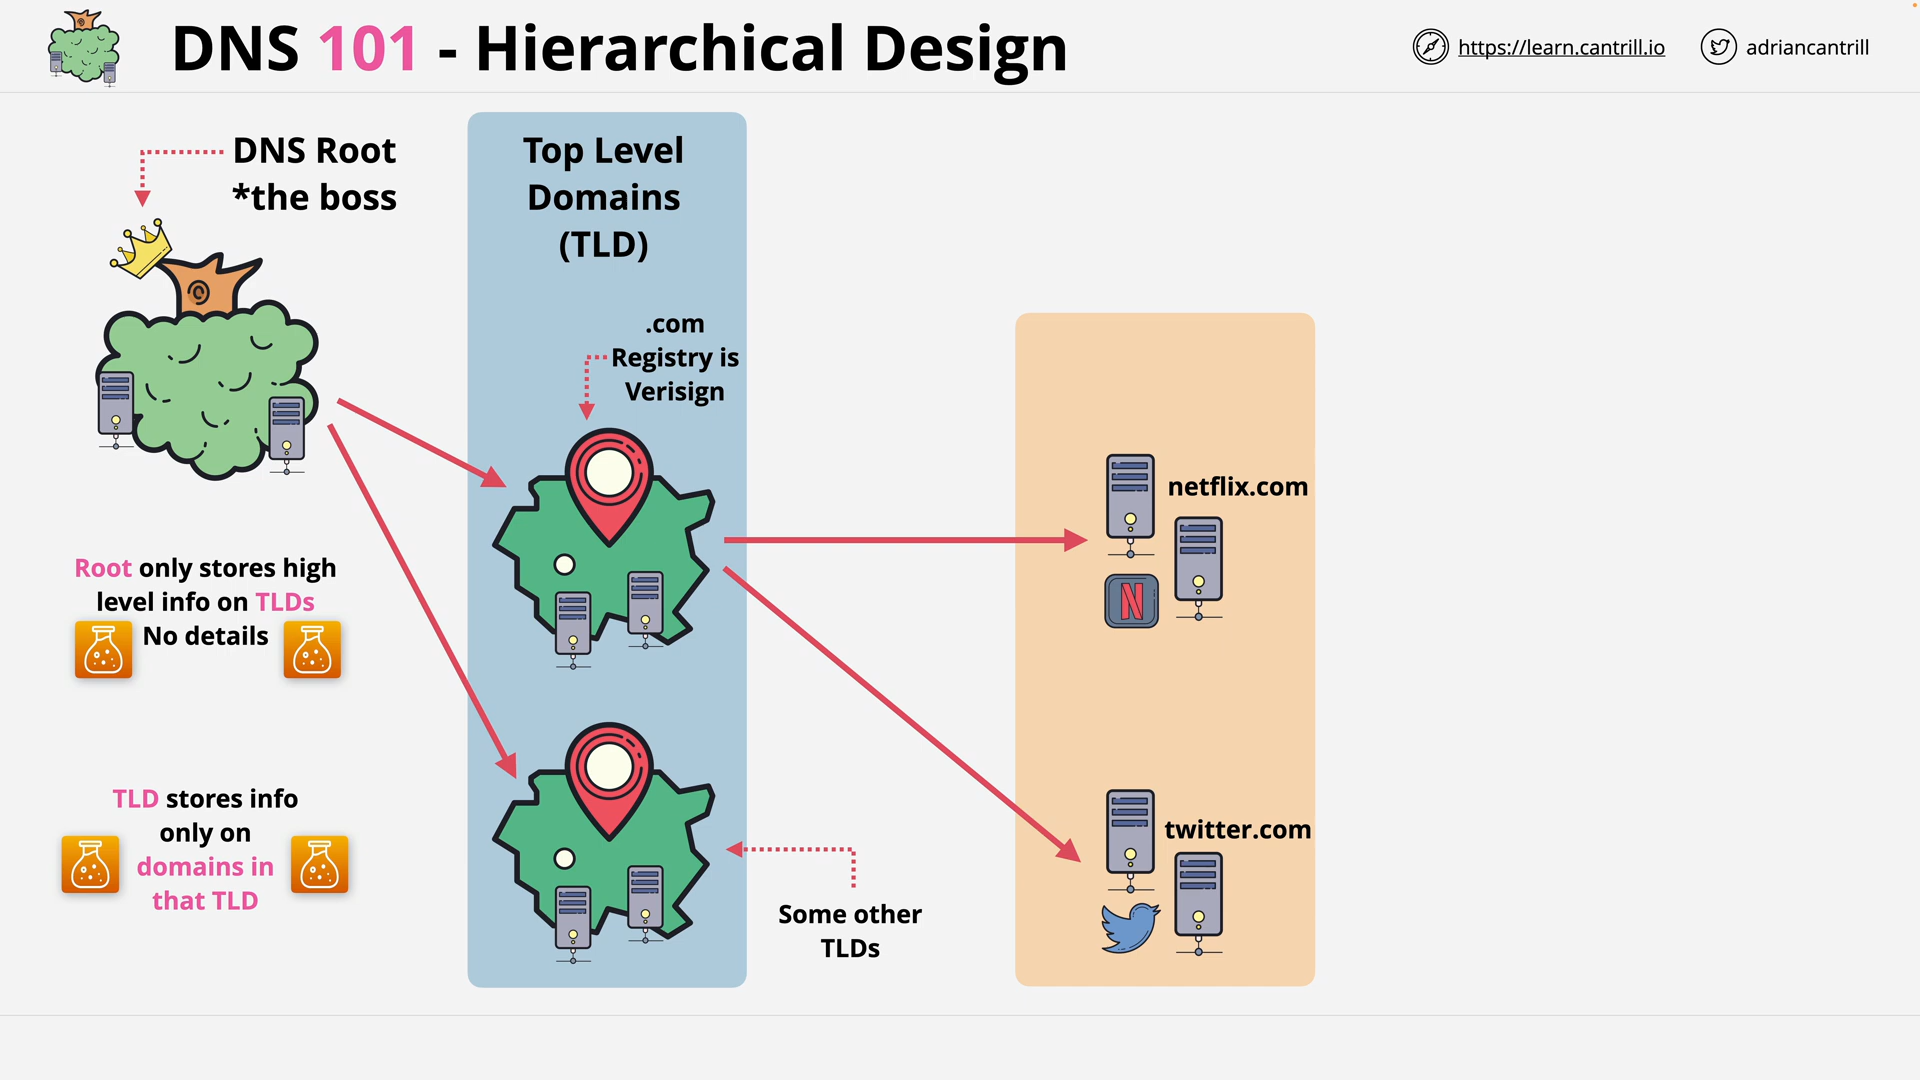 DNS 101 - Hierarchical Design
https://learn.cantrill.io
adriancantrill
DNS Root
*the boss
Top Level
Domains
(TLD)
.com
Registry is
Verisign
netflix.com
N
Root only stores high
level info on TLDs
No details
TLD stores info
only on
domains in
that TLD
twitter.com
Some other
TLDs